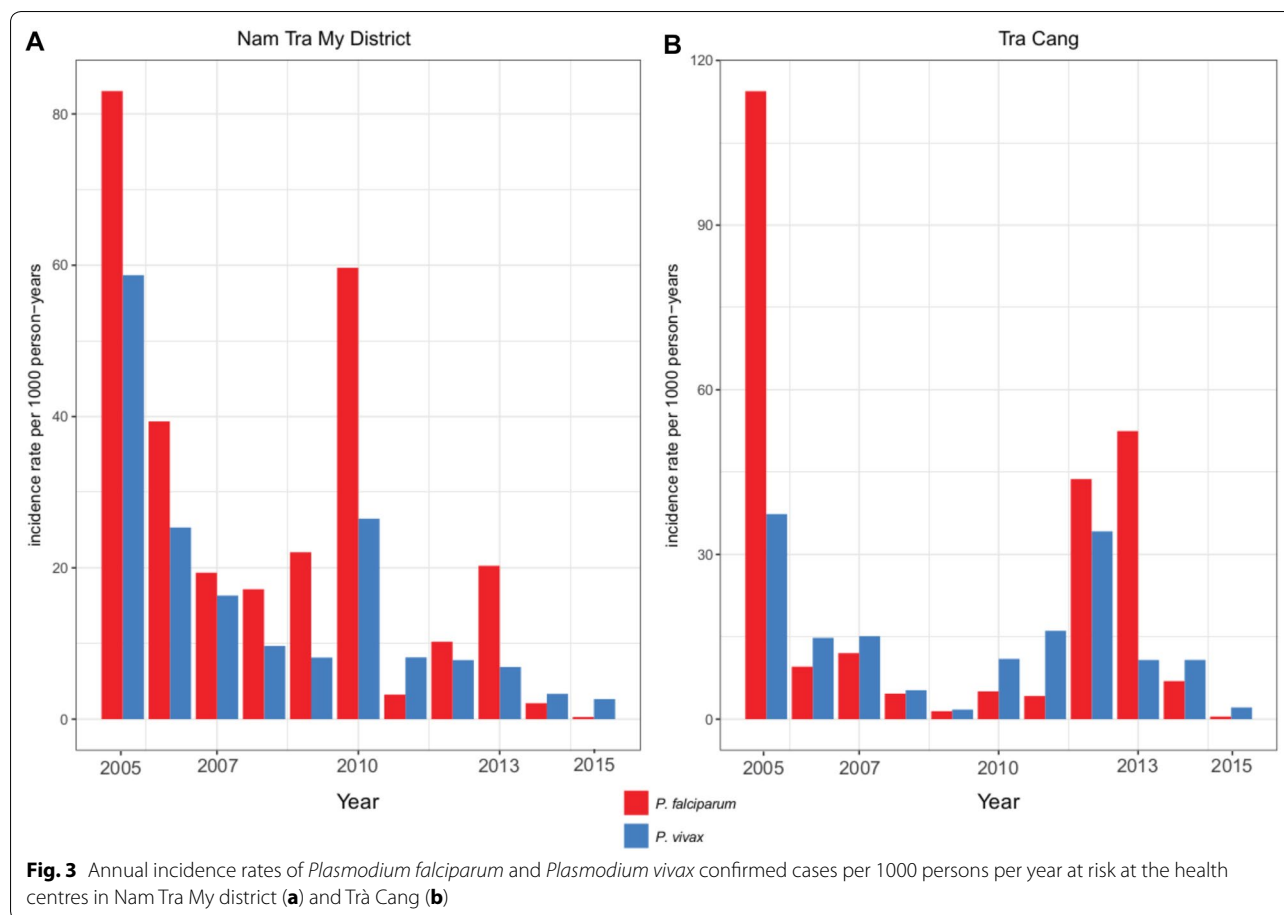 A
Nam Tra My District
incidence rate per 1000 person-years
80
60
40
20
0
2005 2007 2010 2013 2015
Year
B
Tra Cang
incidence rate per 1000 person-years
120
90
60
30
0
2005 2007 2010 2013 2015
Year
P. falciparum
P. vivax
Fig. 3 Annual incidence rates of Plasmodium falciparum and Plasmodium vivax confirmed cases per 1000 persons per year at risk at the health
centres in Nam Tra My district (a) and Trà Cang (b)